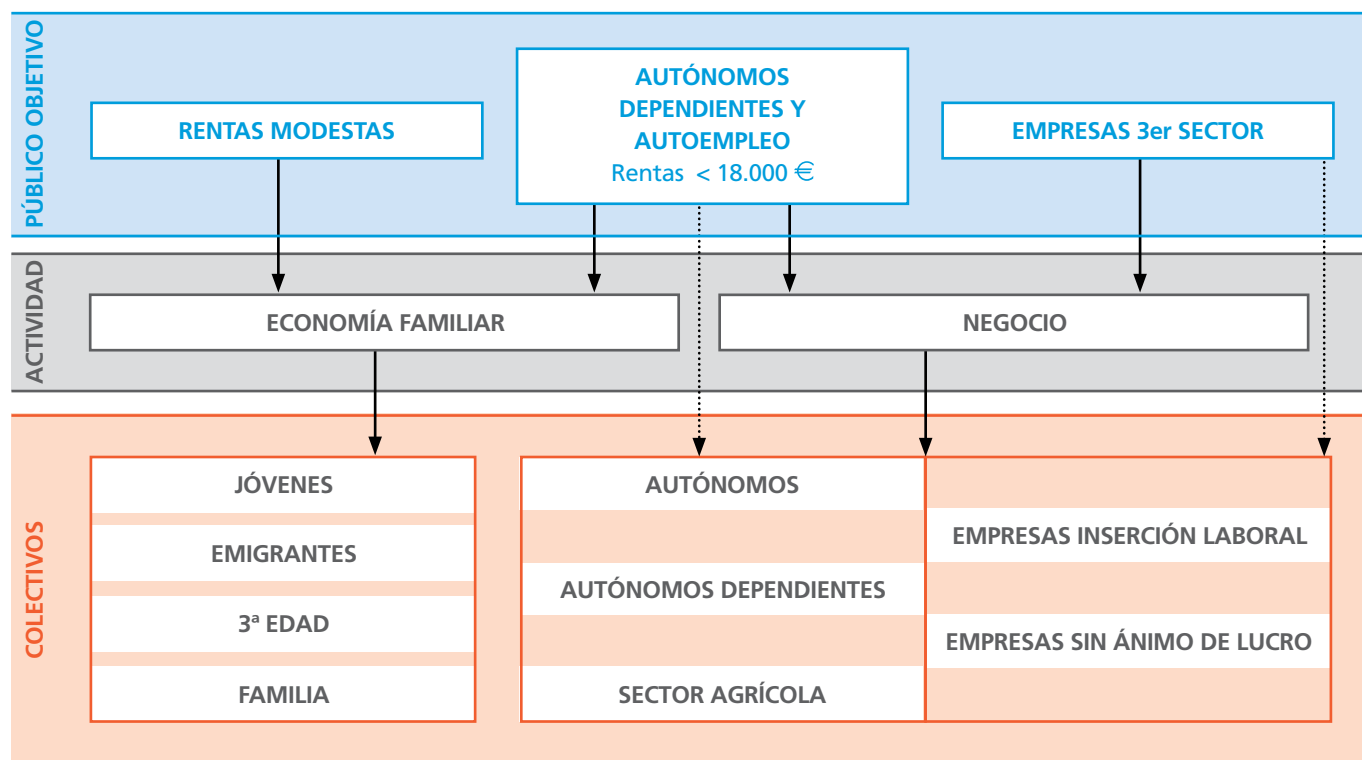 PÚBLICO OBJETIVO
RENTAS MODESTAS
AUTÓNOMOS
DEPENDIENTES Y
AUTOEMPLEO
Rentas < 18.000 €
EMPRESAS 3er SECTOR
ACTIVIDAD
ECONOMÍA FAMILIAR
NEGOCIO
COLECTIVOS
JÓVENES
EMIGRANTES
3ª EDAD
FAMILIA
AUTÓNOMOS
AUTÓNOMOS DEPENDIENTES
SECTOR AGRÍCOLA
EMPRESAS INSERCIÓN LABORAL
EMPRESAS SIN ÁNIMO DE LUCRO